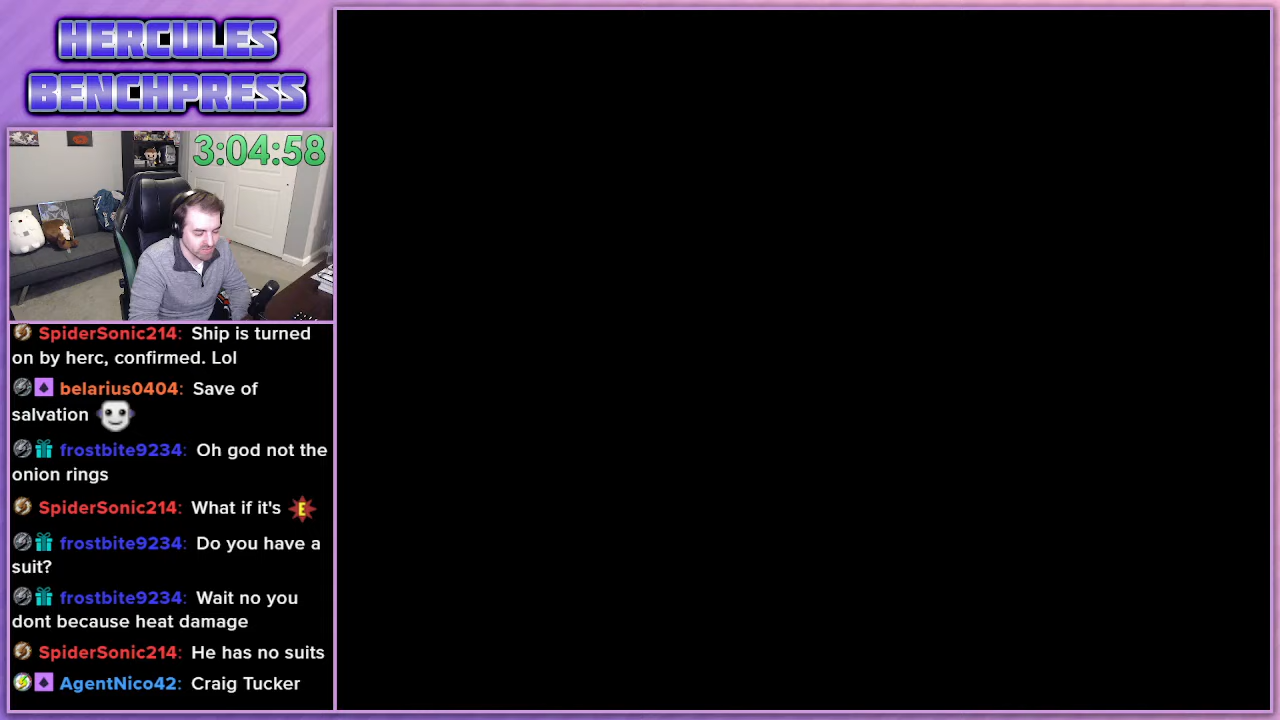 HERCULES
BENCHPRESS
3:04:58
SpiderSonic214: Ship is turned
on by herc, confirmed. Lol
belarius0404: Save of
salvation
frostbite9234: Oh god not the
onion rings
SpiderSonic214: What if it's E
frostbite9234: Do you have a
suit?
frostbite9234: Wait no you
dont because heat damage
SpiderSonic214: He has no suits
AgentNico42: Craig Tucker